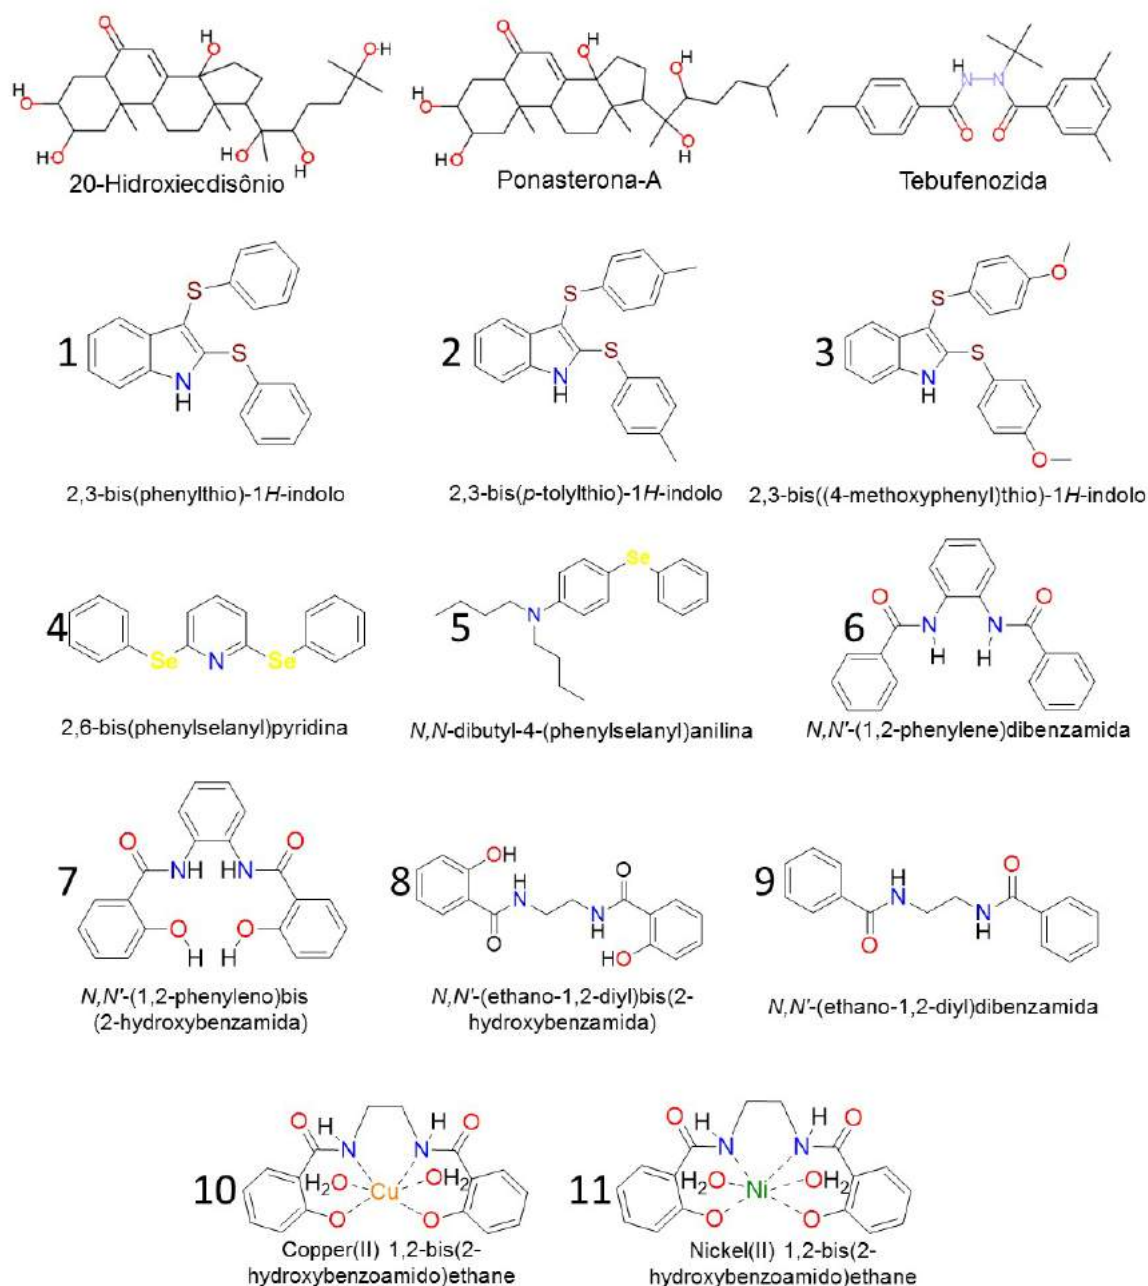 20-Hidroxiecdisônio
Ponasterona-A
Tebufenozida
1
2
3
2,3-bis(phenylthio)-1H-indolo
2,3-bis(p-tolylthio)-1H-indolo
2,3-bis((4-methoxyphenyl)thio)-1H-indolo
4
5
6
2,6-bis(phenylselanyl)pyridina
N,N-dibutyl-4-(phenylselanyl)anilina
N,N'-(1,2-phenylene)dibenzamida
7
8
9
N,N'-(1,2-phenyleno)bis
(2-hydroxybenzamida)
N,N'-(ethano-1,2-diyl)bis(2-
hydroxybenzamida)
N,N'-(ethano-1,2-diyl)dibenzamida
10
11
Copper(II) 1,2-bis(2-
hydroxybenzoamido)ethane
Nickel(II) 1,2-bis(2-
hydroxybenzoamido)ethane